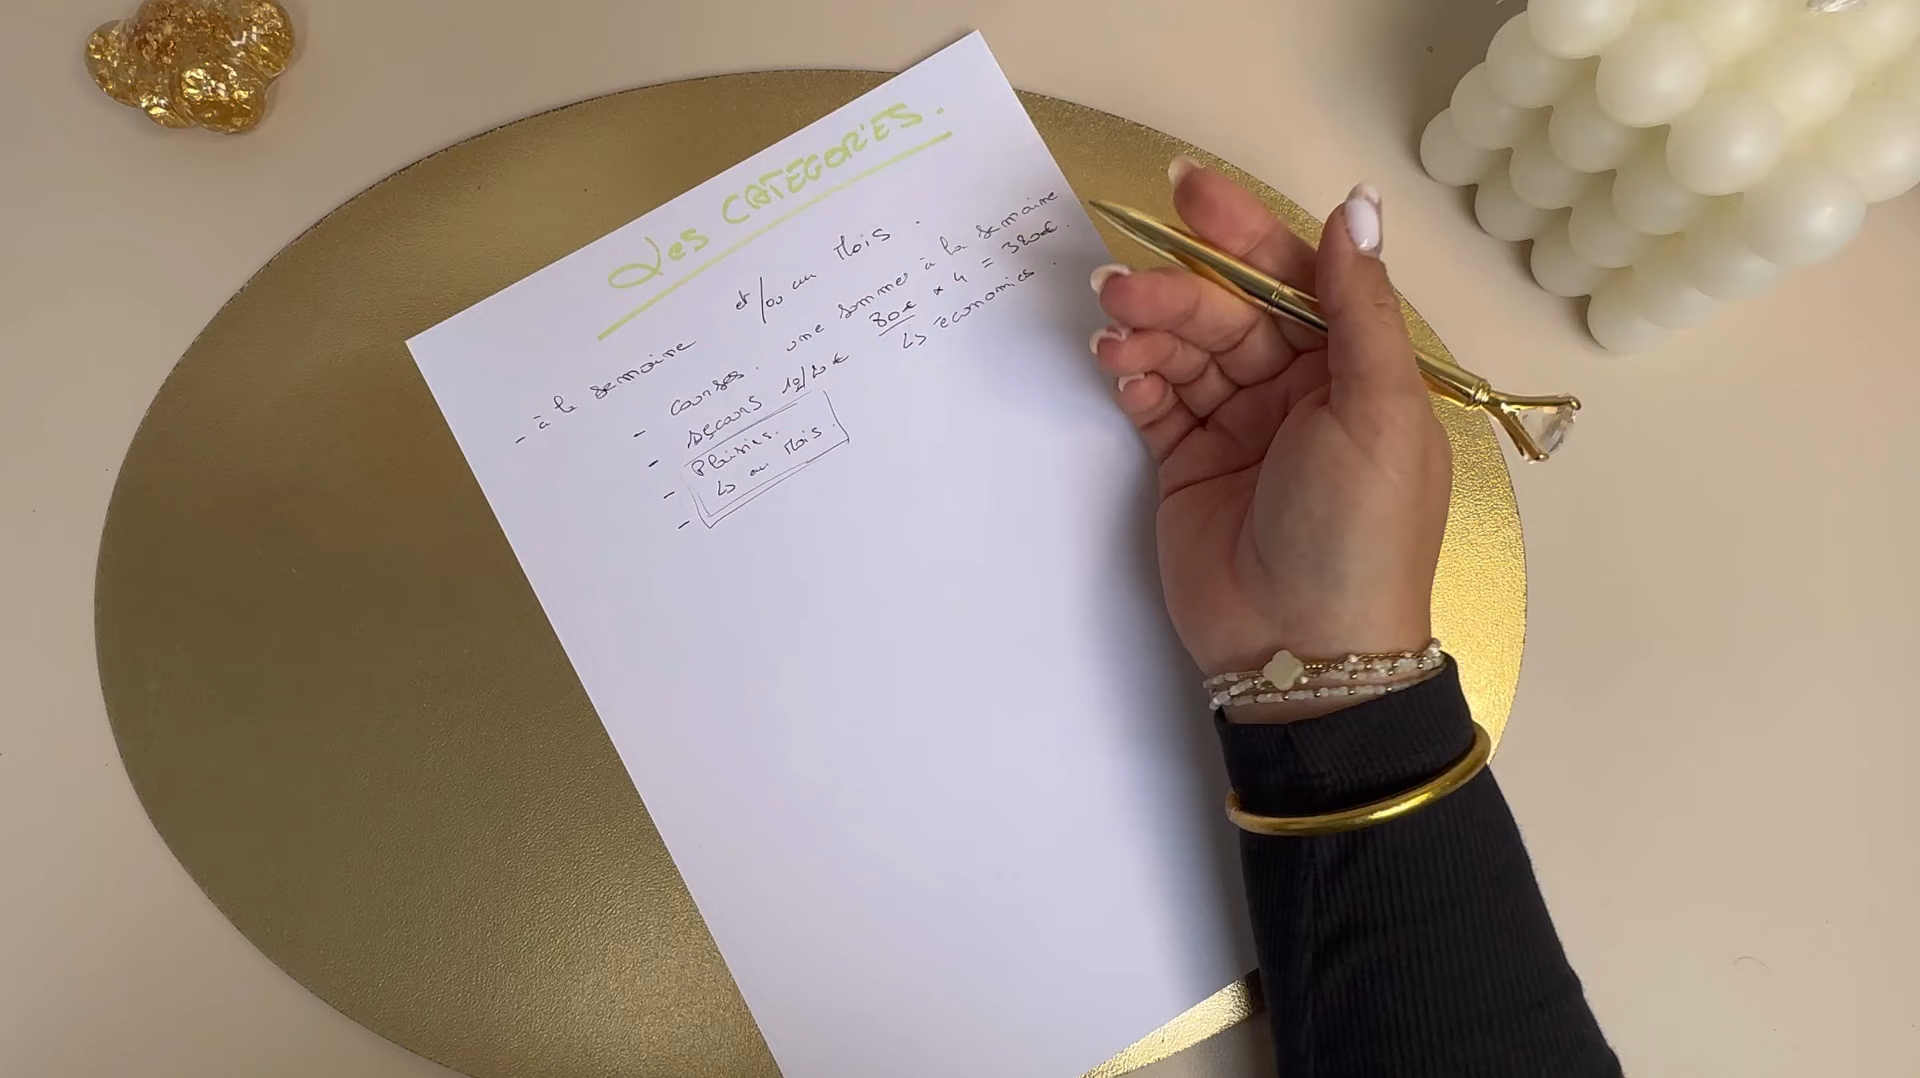 Les CATEGORIES.
- à la semaine et/ou au Mois.
- courses. une somme à la semaine
- secours 10/20€ 80€ x 4 = 320€.
- Plaisirs. ↳ économies.
- ↳ au Mois.